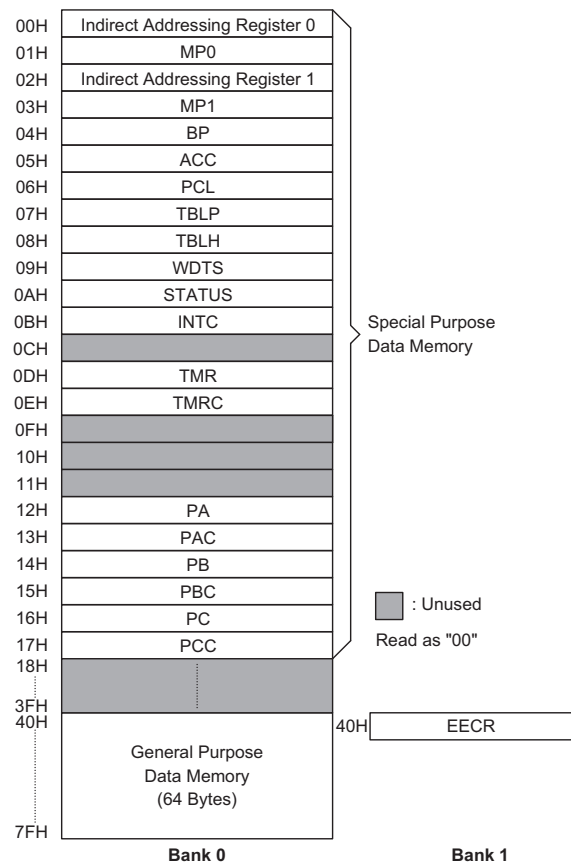 00H Indirect Addressing Register 0
01H MP0
02H Indirect Addressing Register 1
03H MP1
04H BP
05H ACC
06H PCL
07H TBLP
08H TBLH
09H WDTS
0AH STATUS
0BH INTC
Special Purpose
Data Memory
0CH
0DH TMR
0EH TMRC
0FH
10H
11H
12H PA
13H PAC
14H PB
15H PBC
16H PC
17H PCC
: Unused
Read as "00"
18H
3FH
40H
General Purpose
Data Memory
(64 Bytes)
7FH
Bank 0
40H EECR
Bank 1